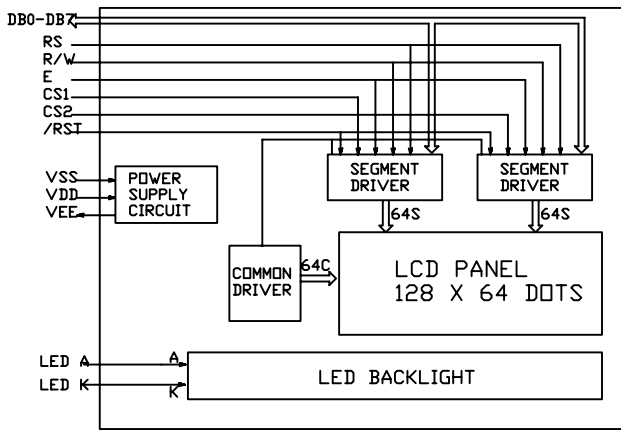 DB0-DB7
RS
R/W
E
CS1
CS2
/RST
SEGMENT
DRIVER
SEGMENT
DRIVER
VSS
VDD
VEE
POWER
SUPPLY
CIRCUIT
64S
64S
COMMON
DRIVER
64C
LCD PANEL
128 X 64 DOTS
LED A
A
LED K
K
LED BACKLIGHT